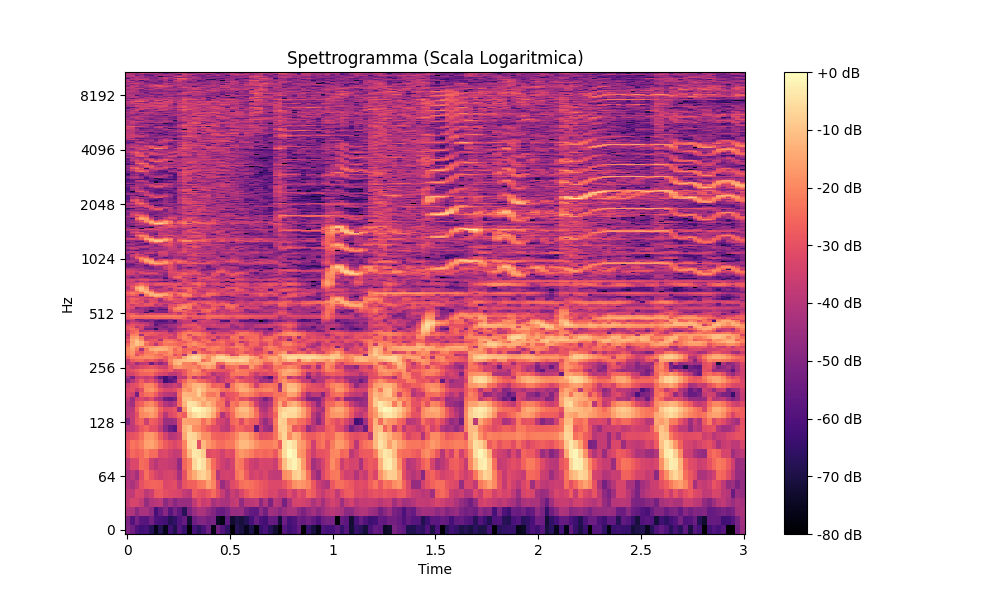 Spettrogramma (Scala Logaritmica)
8192
4096
2048
1024
512
256
128
64
0
Hz
0
0.5
1
1.5
2
2.5
3
Time
+0 dB
-10 dB
-20 dB
-30 dB
-40 dB
-50 dB
-60 dB
-70 dB
-80 dB